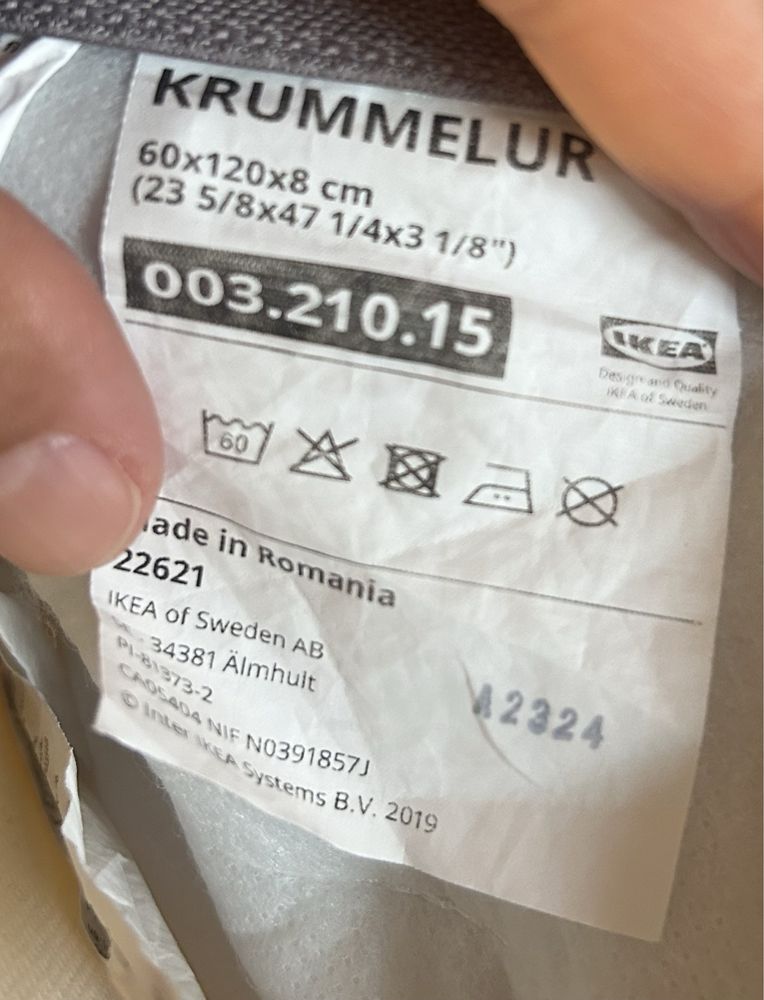 KRUMMELUR
60x120x8 cm
(23 5/8x47 1/4x3 1/8")
003.210.15
IKEA
Design and Quality
IKEA of Sweden
60
ade in Romania
22621
IKEA of Sweden AB
34381 Älmhult
PI-81373-2
CA05404 NIF N0391857J
© Inter IKEA Systems B.V. 2019
A2324